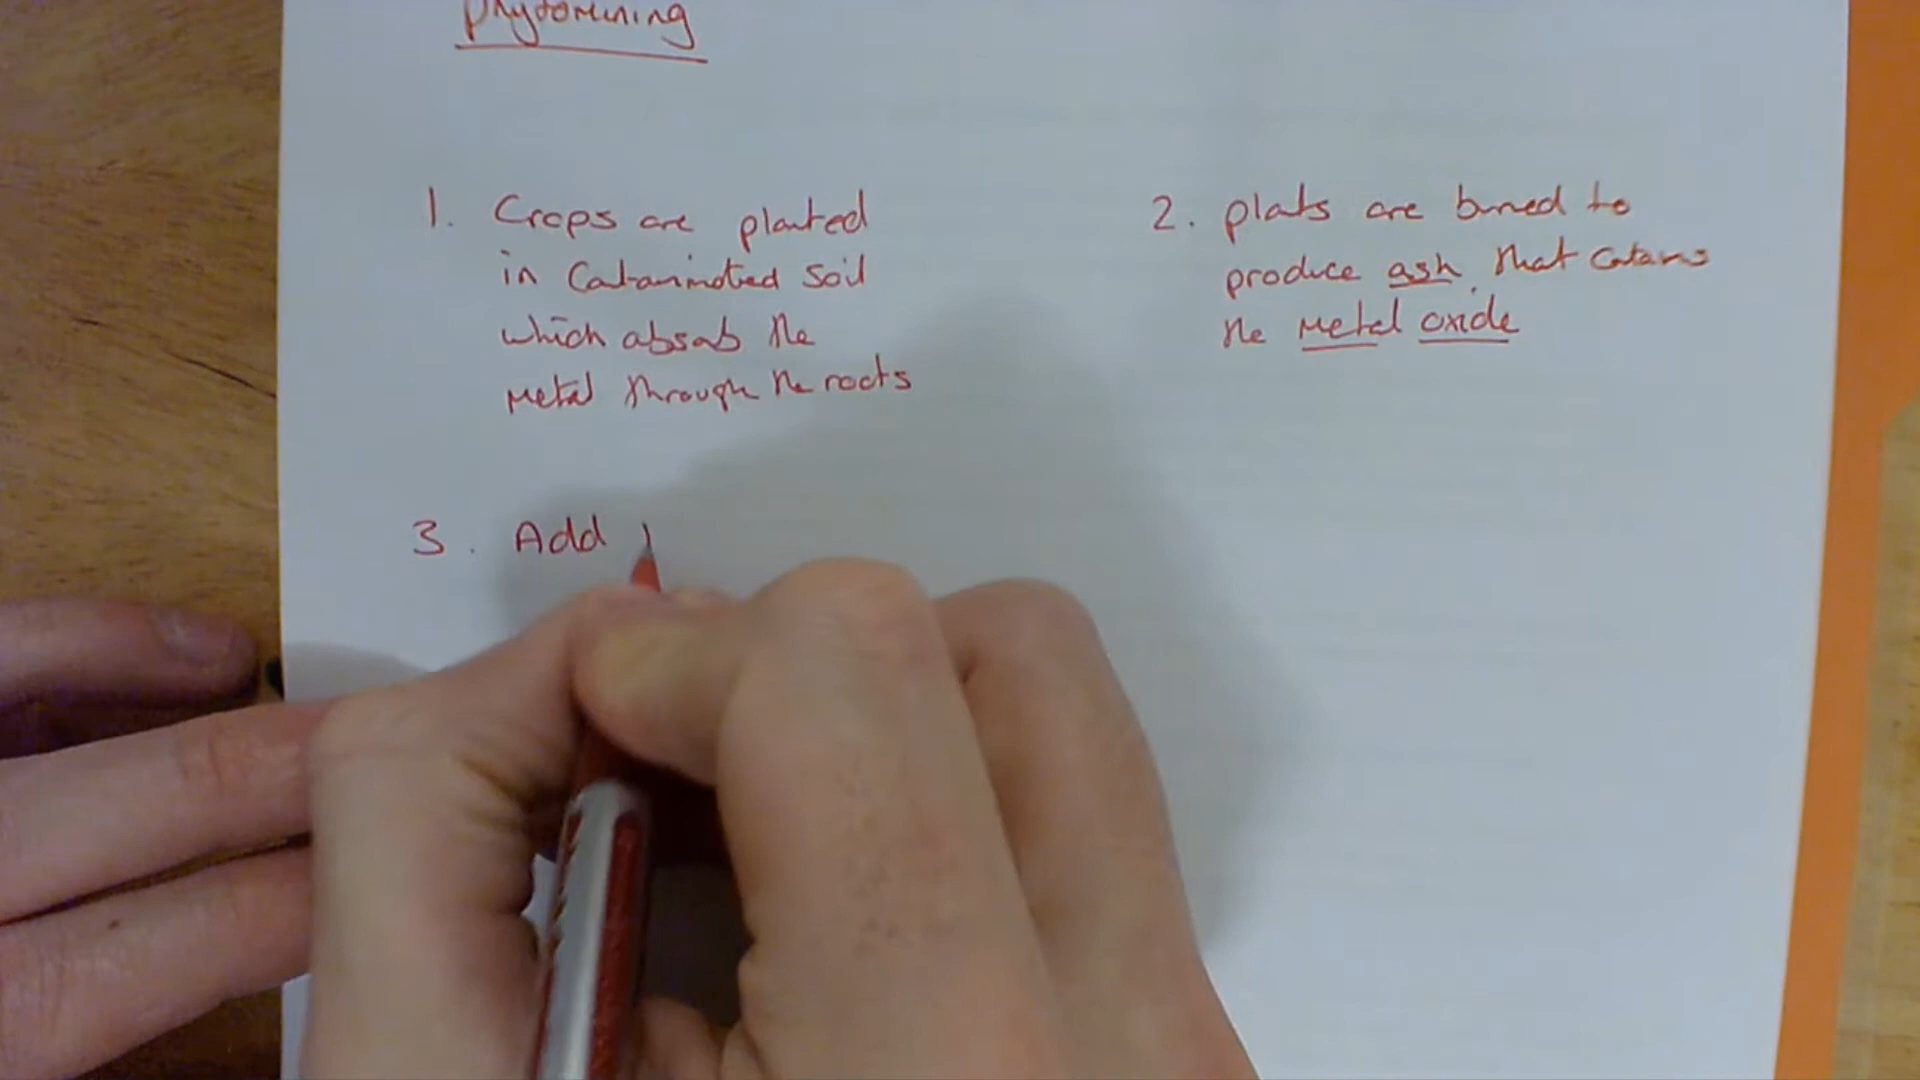 phytomining
1. Crops are planted
in Contaminated soil
which absorb the
metal through the roots
2. plants are burned to
produce ash that contains
the metal oxide
3. Add